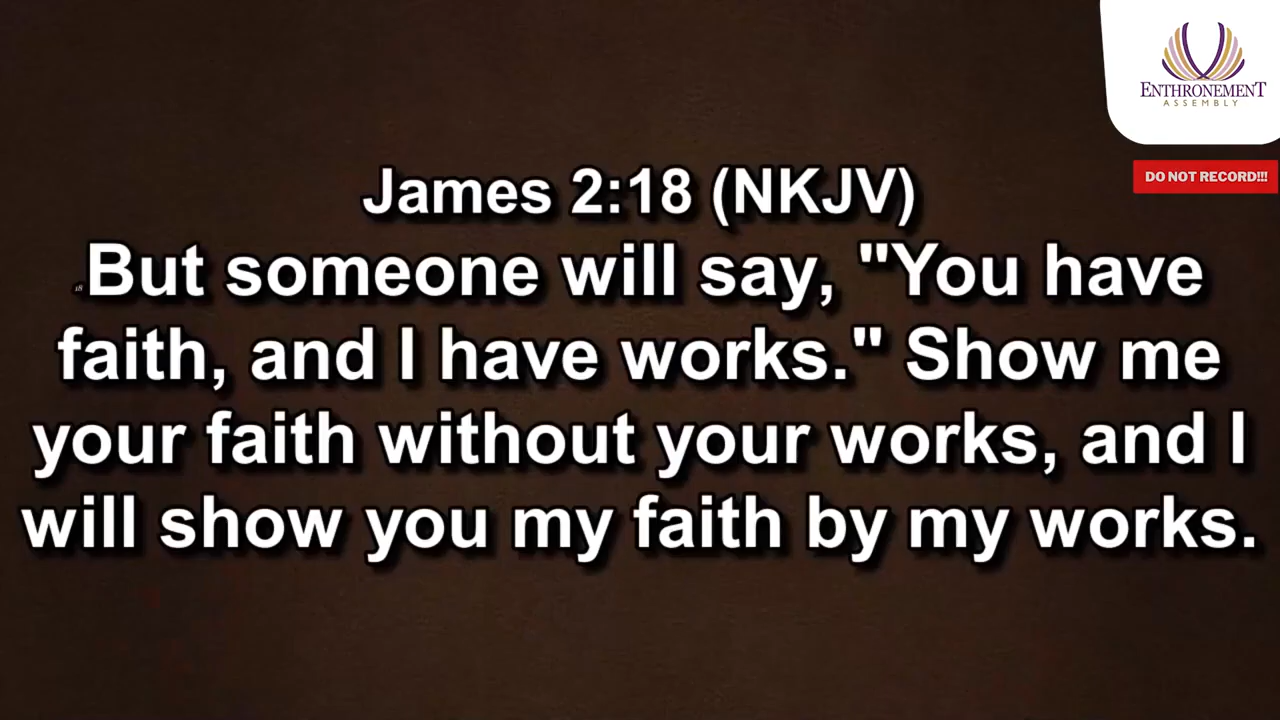 ENTHRONEMENT
ASSEMBLY
DO NOT RECORD!!!
James 2:18 (NKJV)
18 But someone will say, "You have
faith, and I have works." Show me
your faith without your works, and I
will show you my faith by my works.